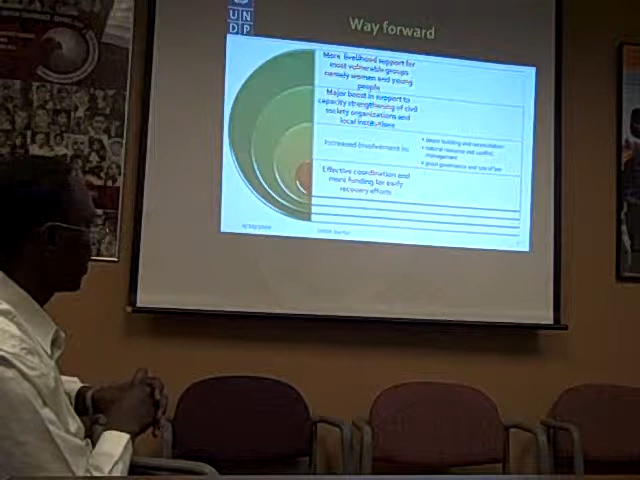 UN
DP
Way forward
More livelihood support for
most vulnerable groups
namely women and young
people
Major boost in support to
capacity strengthening of civil
society organizations and
local institutions
Increased involvement in:
• peace building and reconciliation
• natural resource and conflict
management
• good governance and rule of law
Effective coordination and
more funding for early
recovery efforts